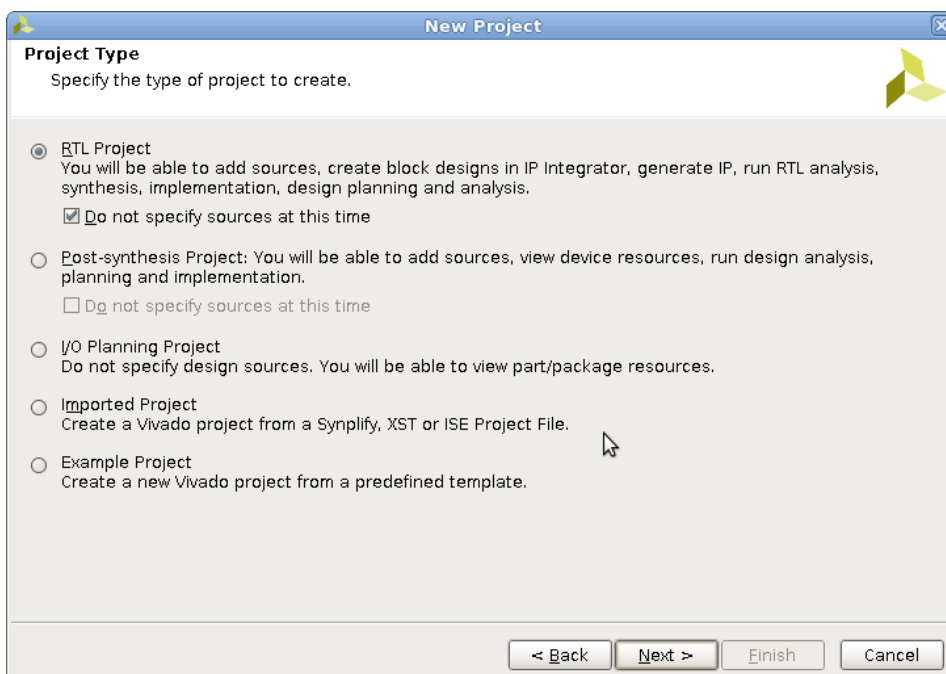 New Project
Project Type
Specify the type of project to create.
RTL Project
You will be able to add sources, create block designs in IP Integrator, generate IP, run RTL analysis,
synthesis, implementation, design planning and analysis.
Do not specify sources at this time
Post-synthesis Project: You will be able to add sources, view device resources, run design analysis,
planning and implementation.
Do not specify sources at this time
I/O Planning Project
Do not specify design sources. You will be able to view part/package resources.
Imported Project
Create a Vivado project from a Synplify, XST or ISE Project File.
Example Project
Create a new Vivado project from a predefined template.
< Back Next > Finish Cancel